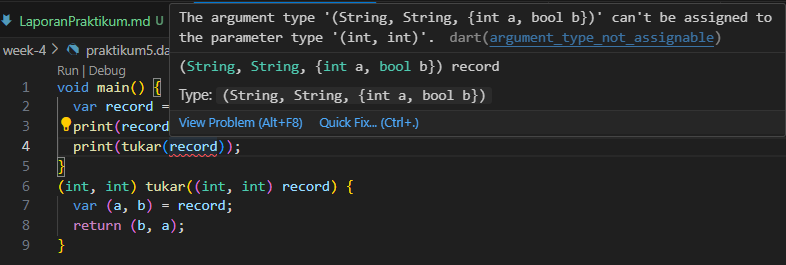 LaporanPraktikum.md U
week-4 > praktikum5.da
The argument type '(String, String, {int a, bool b})' can't be assigned to
the parameter type '(int, int)'. dart(argument_type_not_assignable)
(String, String, {int a, bool b}) record
Type: (String, String, {int a, bool b})
View Problem (Alt+F8) Quick Fix... (Ctrl+.)
Run | Debug
1 void main() {
2 var record =
3 print(record
4 print(tukar(record));
5 }
6 (int, int) tukar((int, int) record) {
7 var (a, b) = record;
8 return (b, a);
9 }